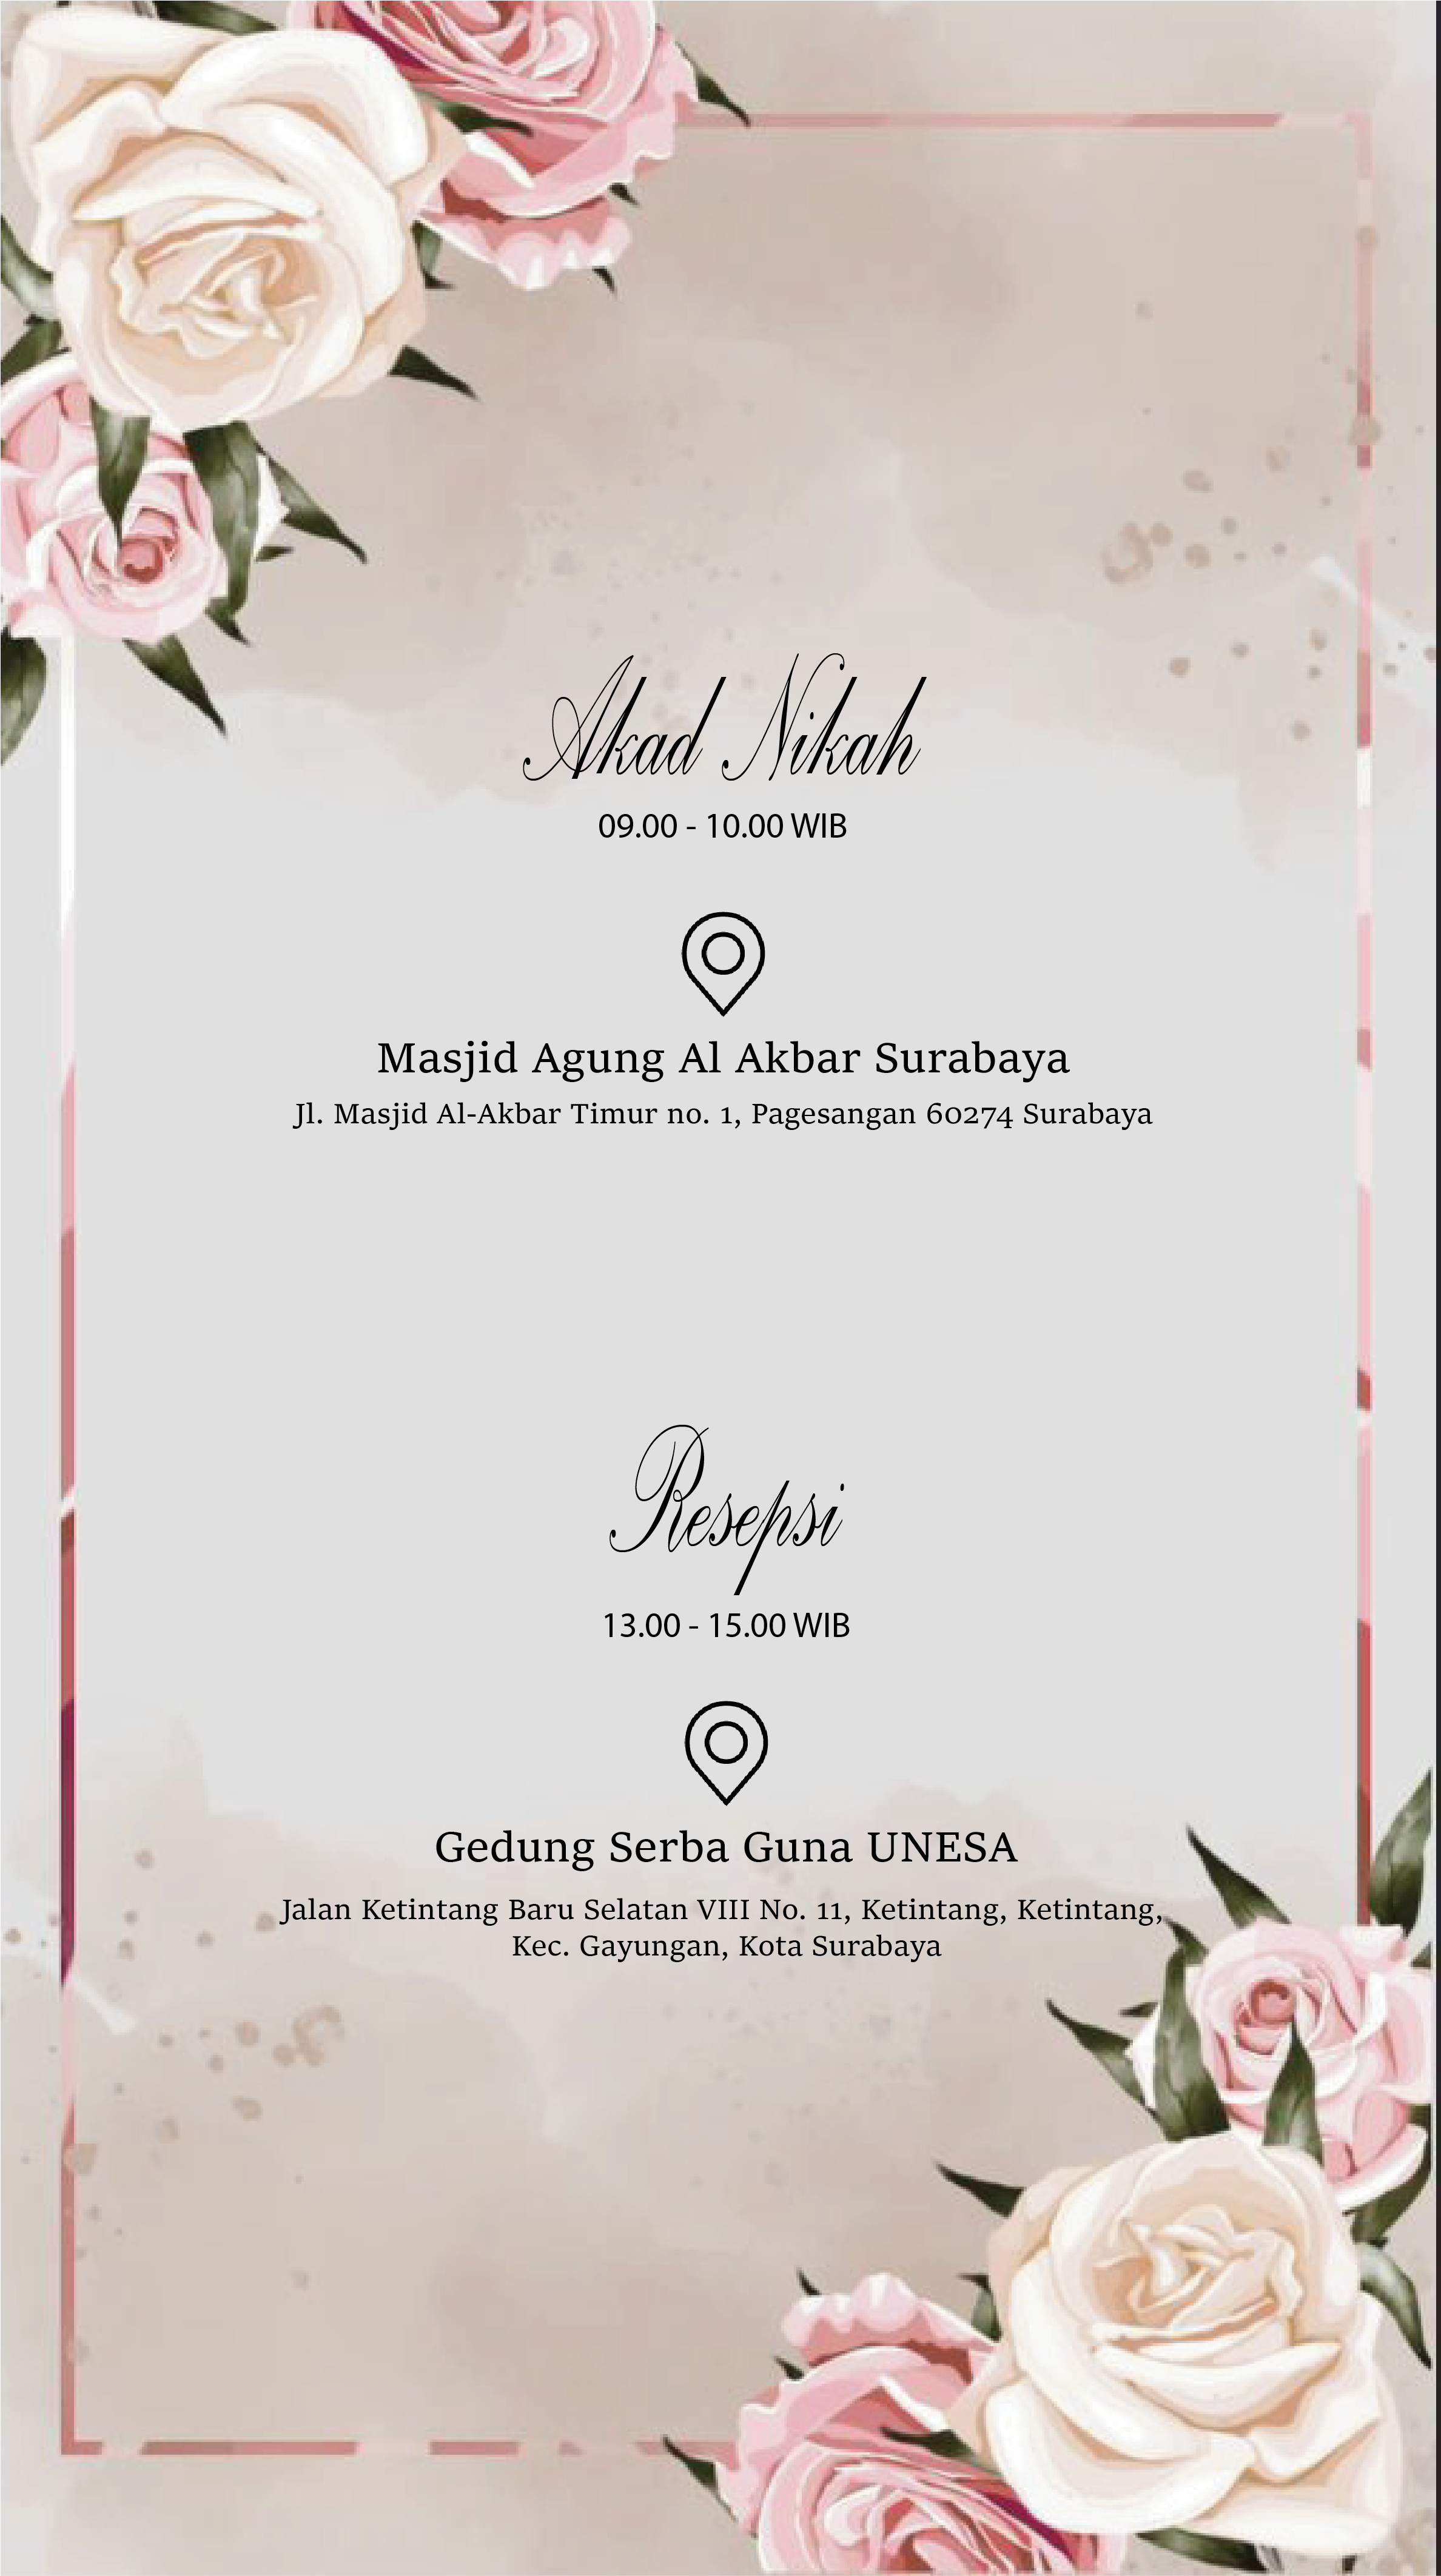 Akad Nikah
09.00 - 10.00 WIB
Masjid Agung Al Akbar Surabaya
Jl. Masjid Al-Akbar Timur no. 1, Pagesangan 60274 Surabaya
Resepsi
13.00 - 15.00 WIB
Gedung Serba Guna UNESA
Jalan Ketintang Baru Selatan VIII No. 11, Ketintang, Ketintang,
Kec. Gayungan, Kota Surabaya